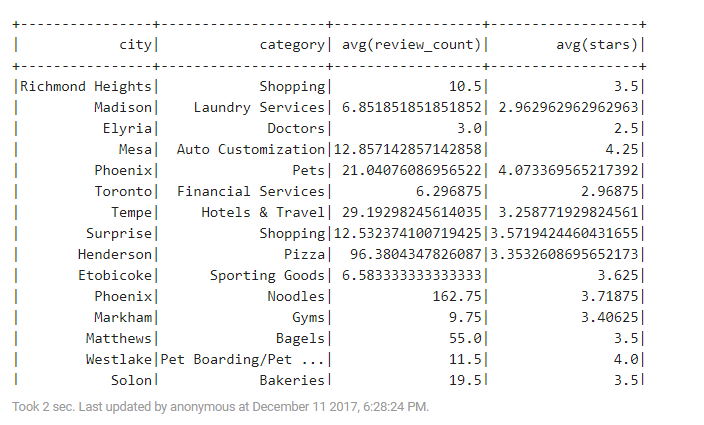 +----------------+------------------+------------------+------------------+
|            city|          category| avg(review_count)|        avg(stars)|
+----------------+------------------+------------------+------------------+
|Richmond Heights|          Shopping|              10.5|               3.5|
|         Madison|  Laundry Services| 6.851851851851852| 2.962962962962963|
|          Elyria|           Doctors|               3.0|               2.5|
|            Mesa|Auto Customization|12.857142857142858|              4.25|
|         Phoenix|              Pets| 21.04076086956522| 4.073369565217392|
|         Toronto|Financial Services|          6.296875|           2.96875|
|           Tempe|   Hotels & Travel| 29.19298245614035| 3.258771929824561|
|        Surprise|          Shopping|12.532374100719425|3.5719424460431655|
|       Henderson|             Pizza|  96.3804347826087|3.3532608695652173|
|       Etobicoke|    Sporting Goods| 6.583333333333333|             3.625|
|         Phoenix|           Noodles|            162.75|           3.71875|
|         Markham|              Gyms|              9.75|           3.40625|
|        Matthews|            Bagels|              55.0|               3.5|
|        Westlake|Pet Boarding/Pet ...|              11.5|               4.0|
|           Solon|          Bakeries|              19.5|               3.5|
Took 2 sec. Last updated by anonymous at December 11 2017, 6:28:24 PM.